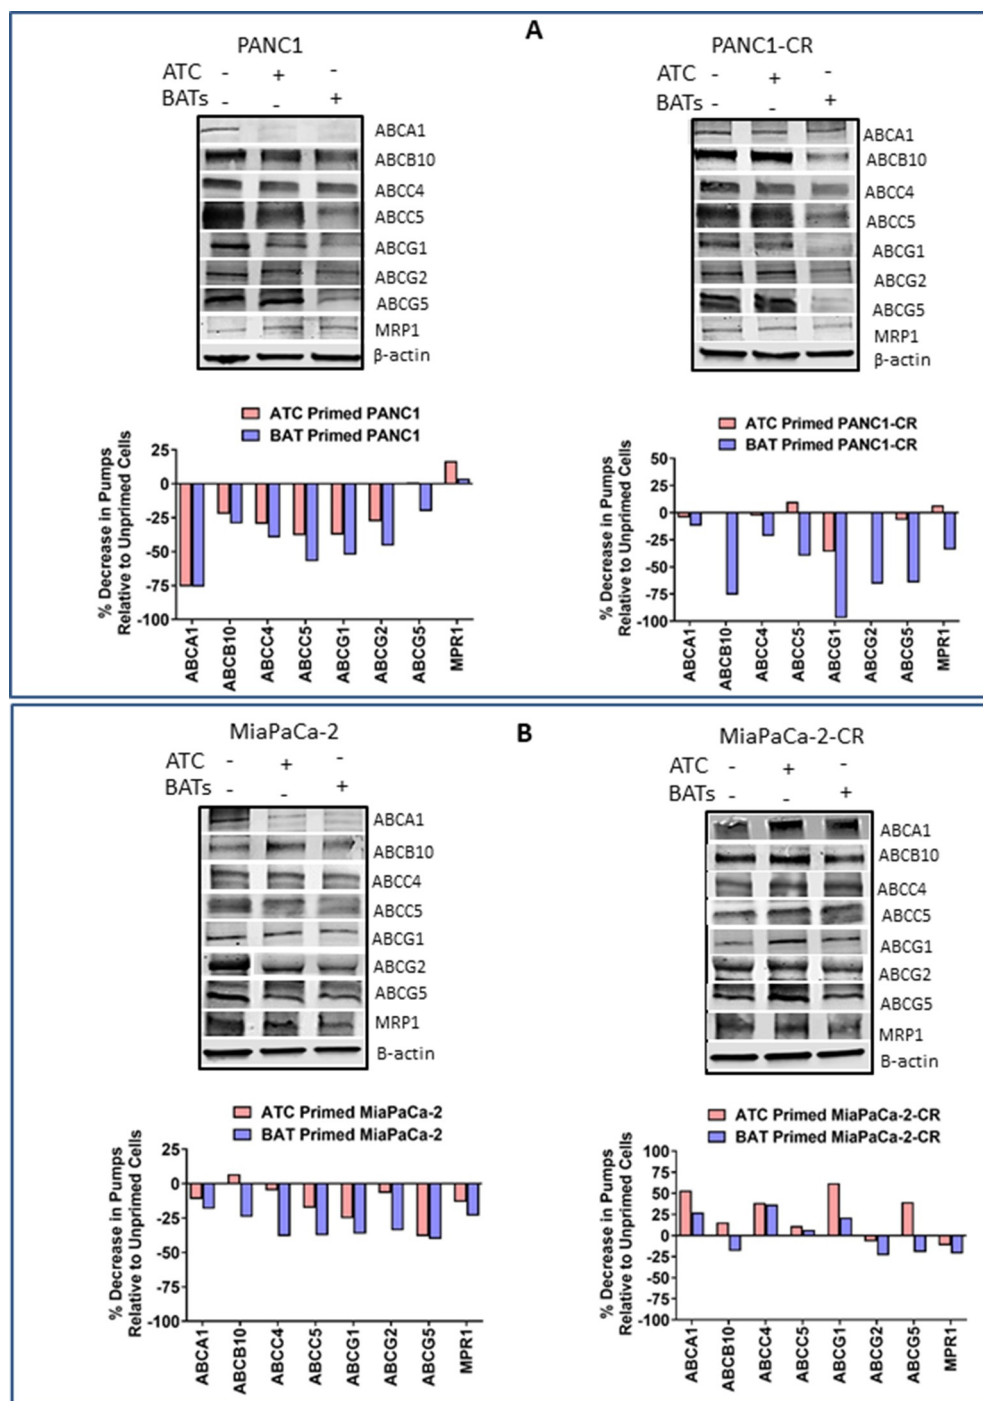 A
PANC1
ATC - + -
BATs - - +
ABCA1
ABCB10
ABCC4
ABCC5
ABCG1
ABCG2
ABCG5
MRP1
β-actin
PANC1-CR
ATC - + -
BATs - - +
ABCA1
ABCB10
ABCC4
ABCC5
ABCG1
ABCG2
ABCG5
MRP1
β-actin
ATC Primed PANC1
BAT Primed PANC1
% Decrease in Pumps
Relative to Unprimed Cells
25
0
-25
-50
-75
-100
ABCA1
ABCB10
ABCC4
ABCC5
ABCG1
ABCG2
ABCG5
MPR1
ATC Primed PANC1-CR
BAT Primed PANC1-CR
% Decrease in Pumps
Relative to Unprimed Cells
50
25
0
-25
-50
-75
-100
ABCA1
ABCB10
ABCC4
ABCC5
ABCG1
ABCG2
ABCG5
MPR1
B
MiaPaCa-2
ATC - + -
BATs - - +
ABCA1
ABCB10
ABCC4
ABCC5
ABCG1
ABCG2
ABCG5
MRP1
B-actin
MiaPaCa-2-CR
ATC - + -
BATs - - +
ABCA1
ABCB10
ABCC4
ABCC5
ABCG1
ABCG2
ABCG5
MRP1
B-actin
ATC Primed MiaPaCa-2
BAT Primed MiaPaCa-2
% Decrease in Pumps
Relative to Unprimed Cells
25
0
-25
-50
-75
-100
ABCA1
ABCB10
ABCC4
ABCC5
ABCG1
ABCG2
ABCG5
MPR1
ATC Primed MiaPaCa-2-CR
BAT Primed MiaPaCa-2-CR
% Decrease in Pumps
Relative to Unprimed Cells
100
75
50
25
0
-25
-50
-75
-100
ABCA1
ABCB10
ABCC4
ABCC5
ABCG1
ABCG2
ABCG5
MPR1